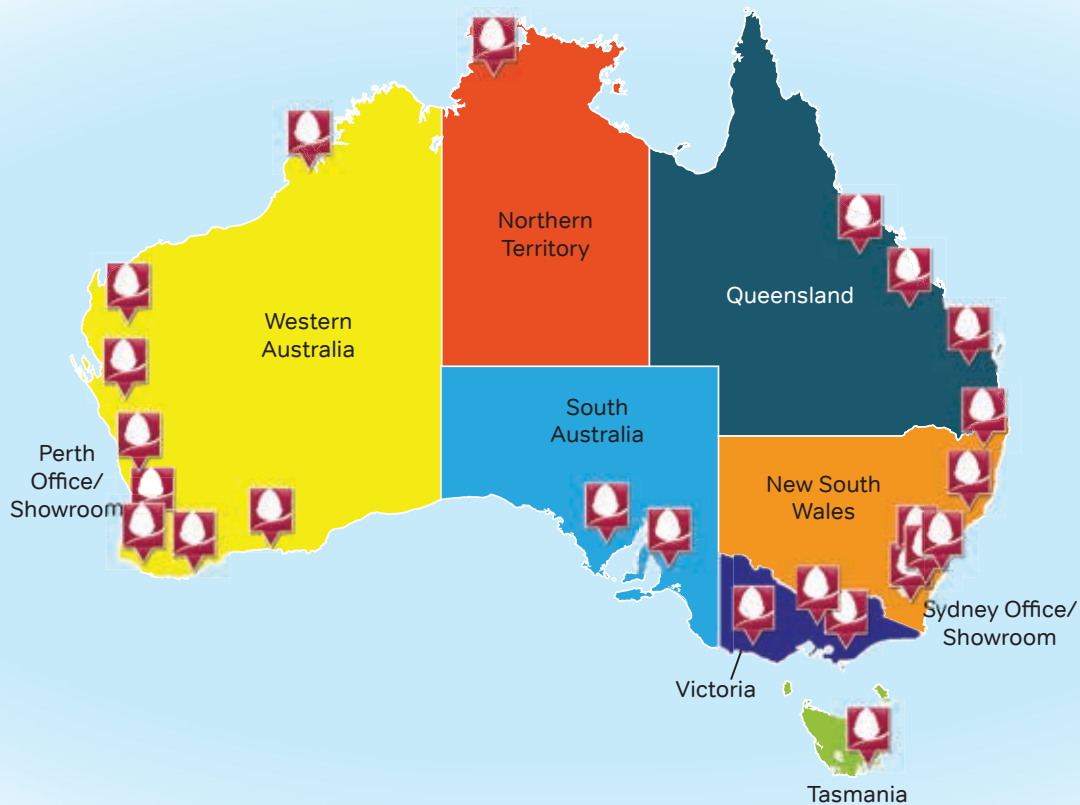 Northern
Territory
Queensland
Western
Australia
South
Australia
Perth
Office/
Showroom
New South
Wales
Sydney Office/
Showroom
Victoria
Tasmania